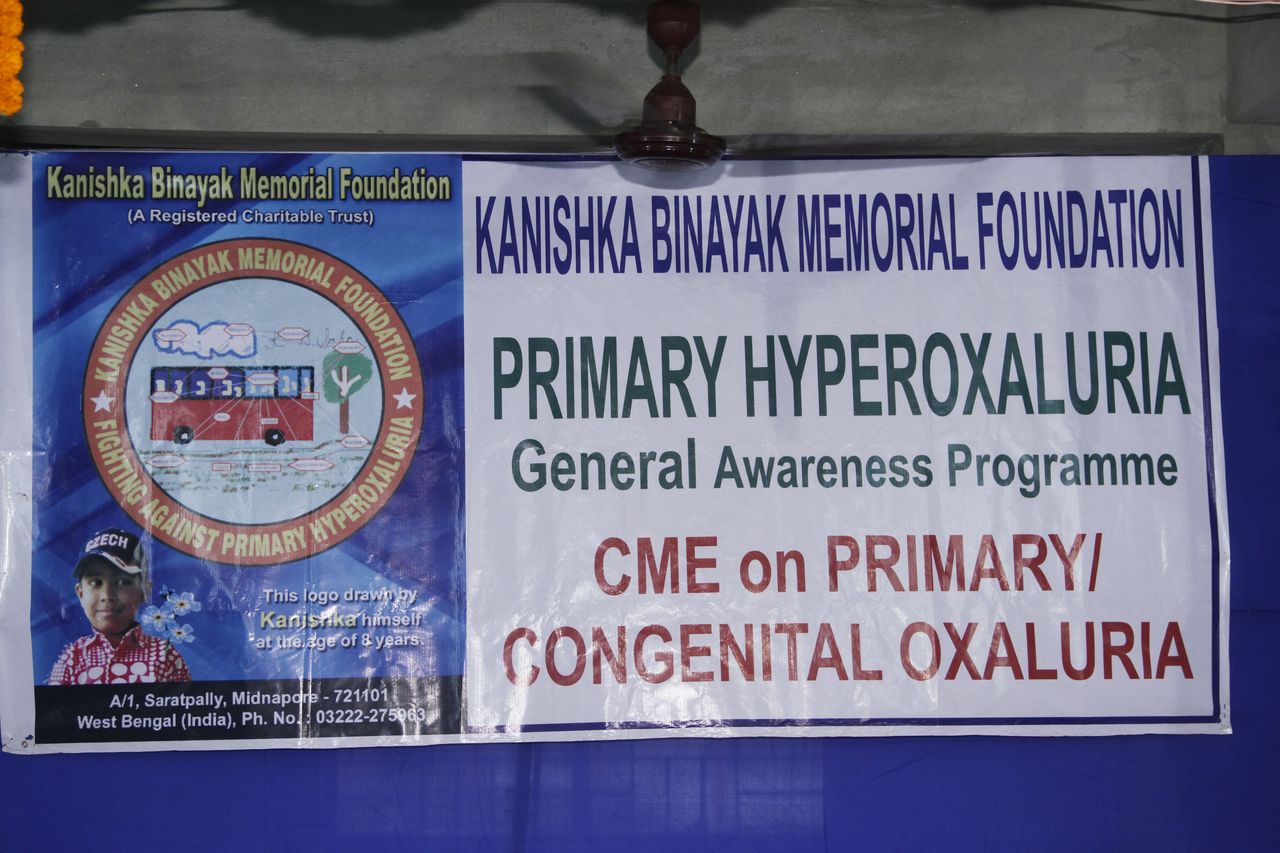 Kanishka Binayak Memorial Foundation
(A Registered Charitable Trust)
KANISHKA BINAYAK MEMORIAL FOUNDATION
FIGHTING AGAINST PRIMARY HYPEROXALURIA
CZECH
This logo drawn by
Kanishka himself
at the age of 8 years.
A/1, Saratpally, Midnapore - 721101
West Bengal (India), Ph. No. : 03222-275963
KANISHKA BINAYAK MEMORIAL FOUNDATION
PRIMARY HYPEROXALURIA
General Awareness Programme
CME on PRIMARY/
CONGENITAL OXALURIA